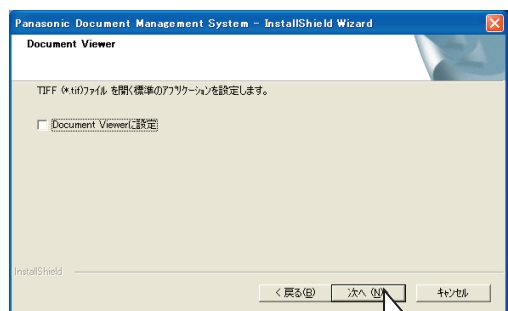 Panasonic Document Management System - InstallShield Wizard
Document Viewer
TIFF (*.tif)ファイル を開く標準のアプリケーションを設定します。
Document Viewerに設定
InstallShield
< 戻る(B) 次へ (N) キャンセル